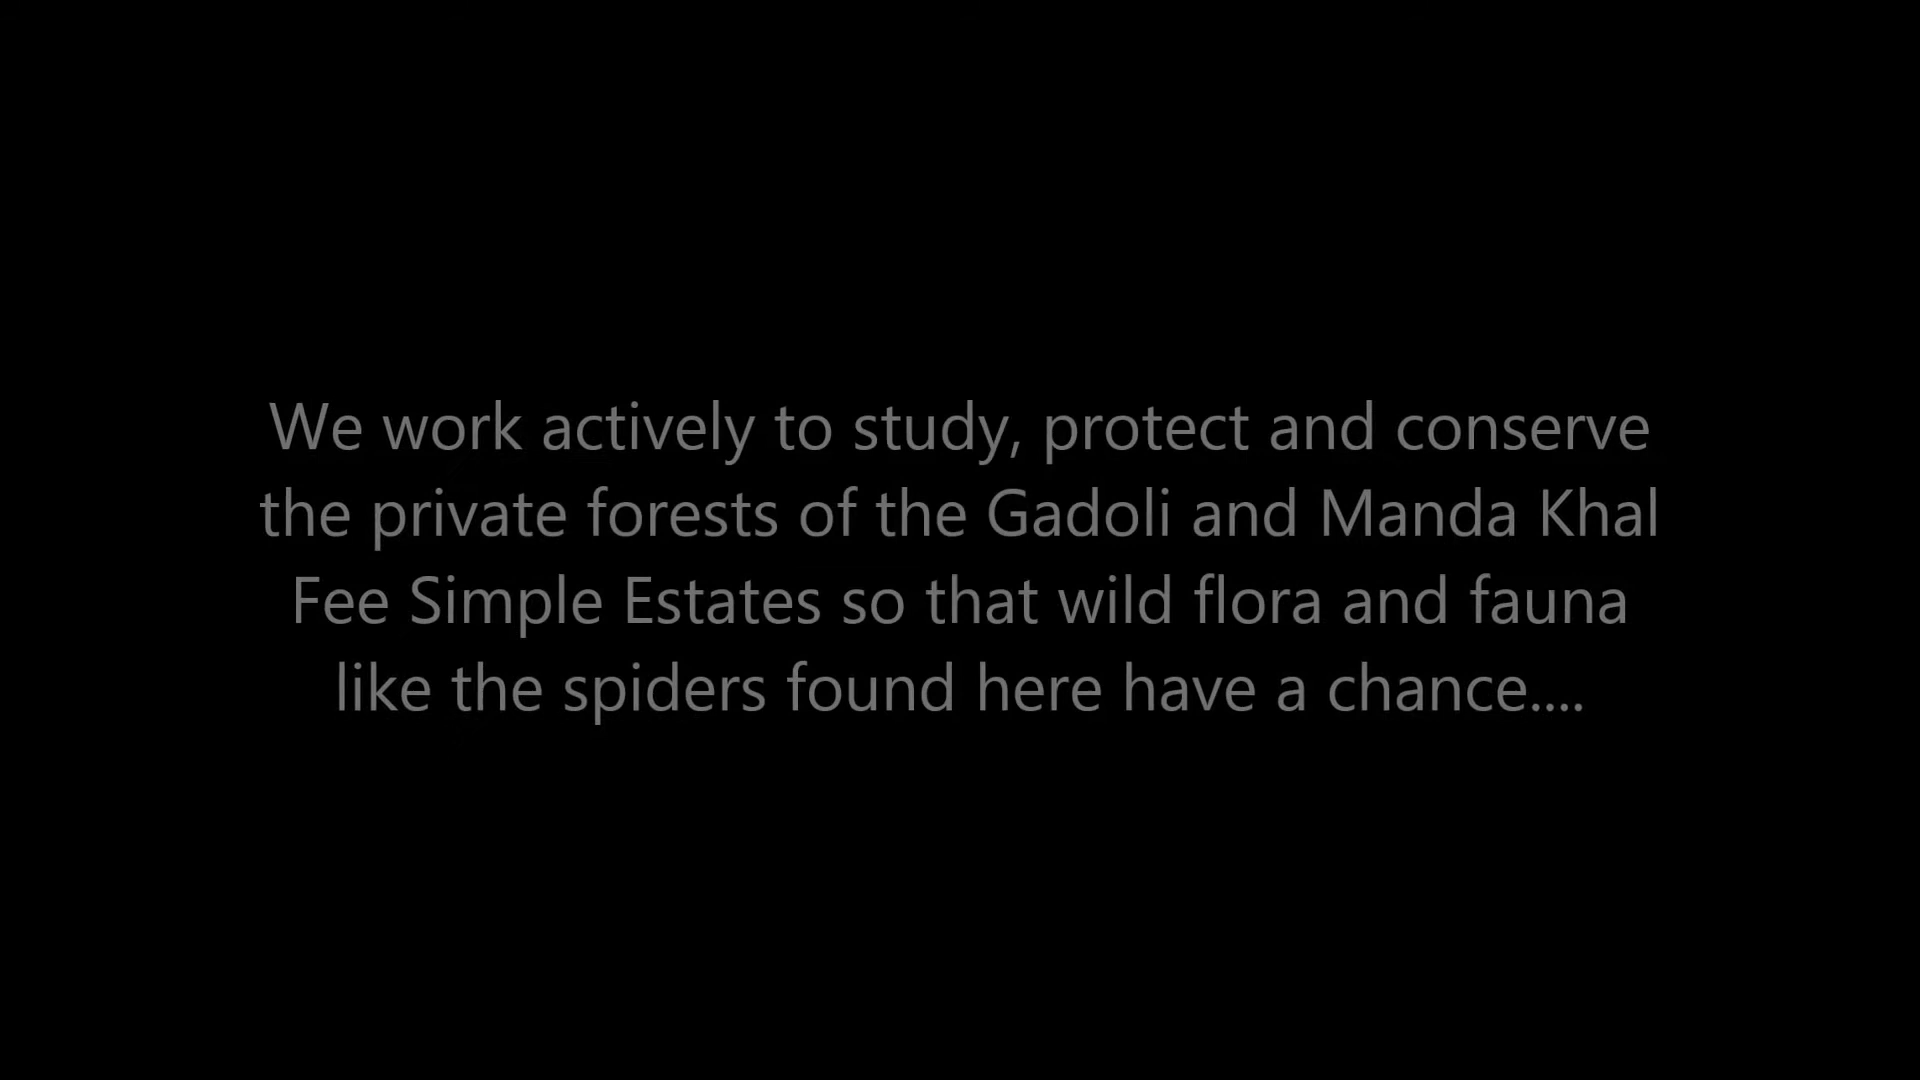 We work actively to study, protect and conserve
the private forests of the Gadoli and Manda Khal
Fee Simple Estates so that wild flora and fauna
like the spiders found here have a chance....